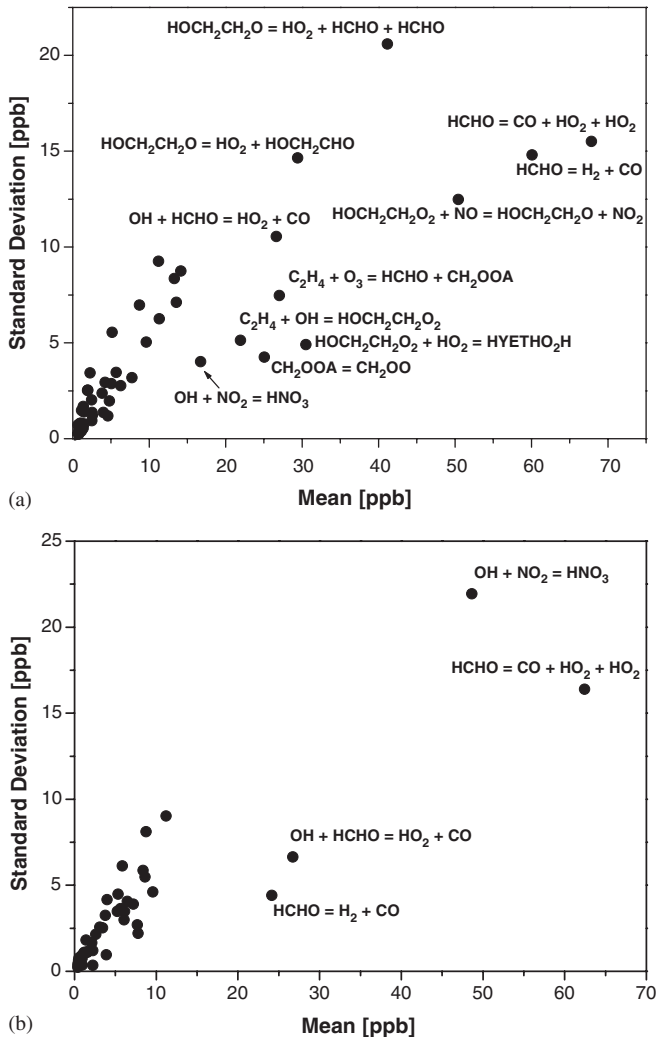 HOCH₂CH₂O = HO₂ + HCHO + HCHO
20
HCHO = CO + HO₂ + HO₂
15
HOCH₂CH₂O = HO₂ + HOCH₂CHO
HCHO = H₂ + CO
HOCH₂CH₂O₂ + NO = HOCH₂CH₂O + NO₂
OH + HCHO = HO₂ + CO
10
C₂H₄ + O₃ = HCHO + CH₂OOA
C₂H₄ + OH = HOCH₂CH₂O₂
5
HOCH₂CH₂O₂ + HO₂ = HYETHO₂H
CH₂OOA = CH₂OO
OH + NO₂ = HNO₃
0
Standard Deviation [ppb]
0 10 20 30 40 50 60 70
(a)
Mean [ppb]
25
OH + NO₂ = HNO₃
20
HCHO = CO + HO₂ + HO₂
15
10
OH + HCHO = HO₂ + CO
5
HCHO = H₂ + CO
0
Standard Deviation [ppb]
0 10 20 30 40 50 60 70
(b)
Mean [ppb]